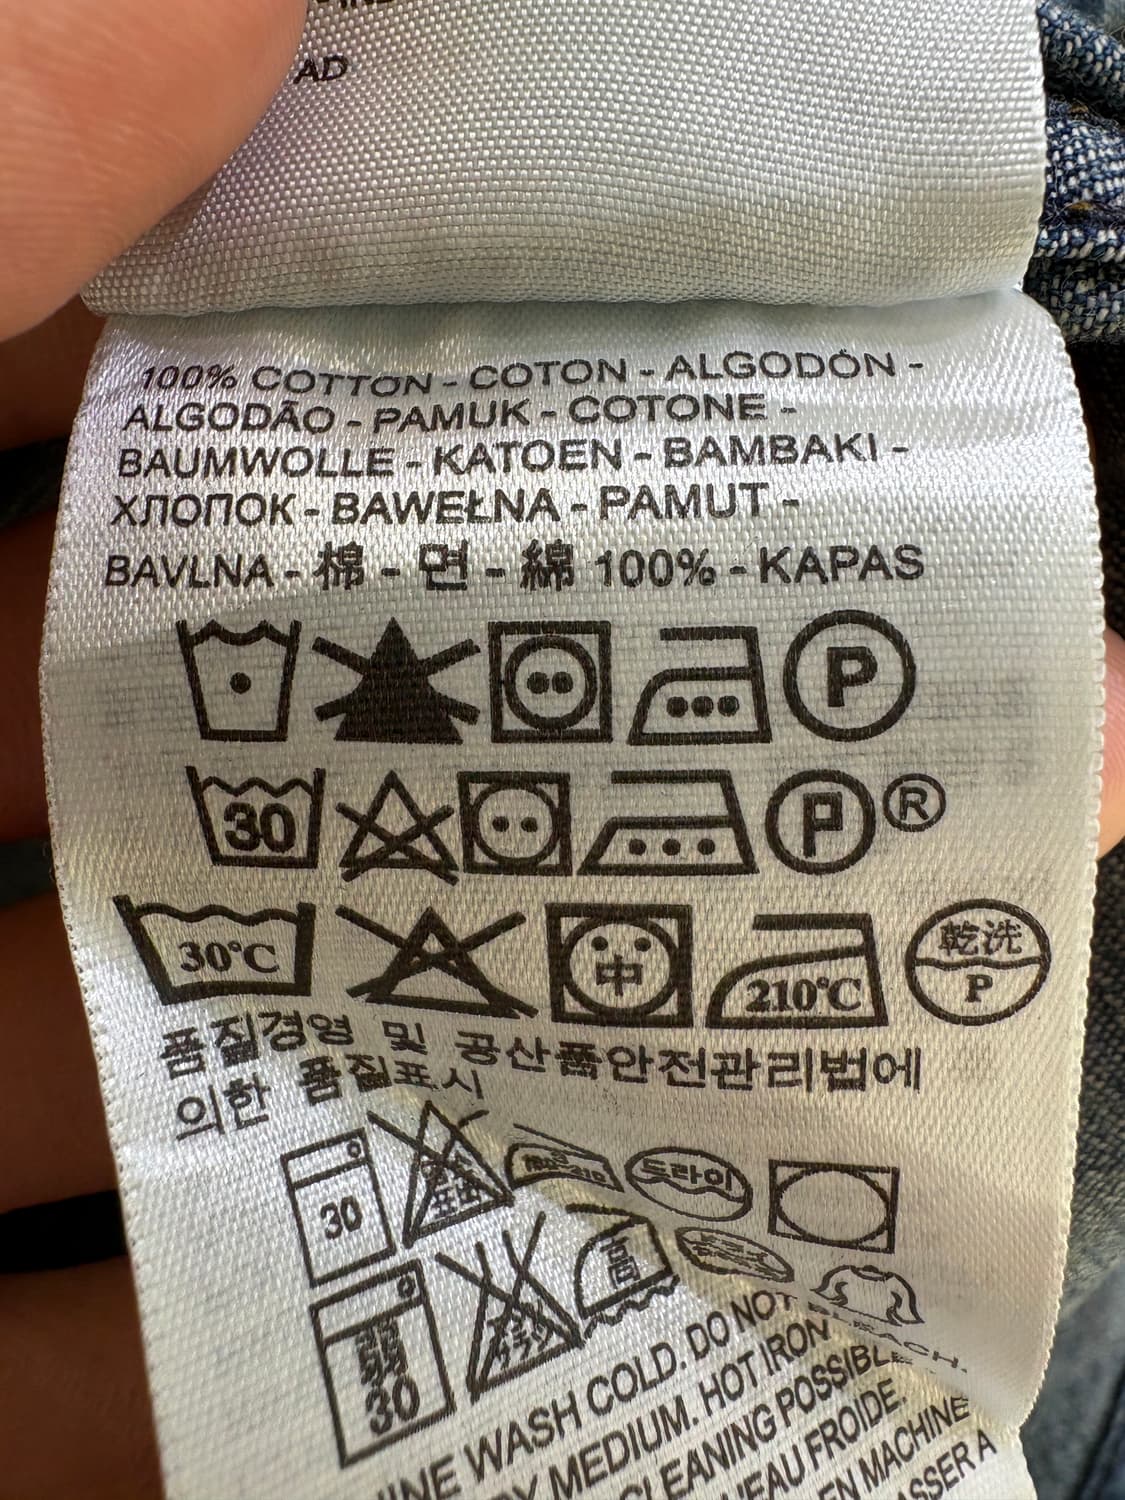 AD
100% COTTON - COTON - ALGODÓN -
ALGODÃO - PAMUK - COTONE -
BAUMWOLLE - KATOEN - BAMBAKI -
ХЛОПОК - BAWEŁNA - PAMUT -
BAVLNA - 棉 - 면 - 綿 100% - KAPAS
P
30 P ®
30°C 中 210°C 乾洗 P
품질경영 및 공산품안전관리법에
의한 품질표시
30 드라이
30 高
WASH COLD. DO NOT BLEACH.
MEDIUM. HOT IRON
CLEANING POSSIBLE
L'EAU FROIDE.
EN MACHINE